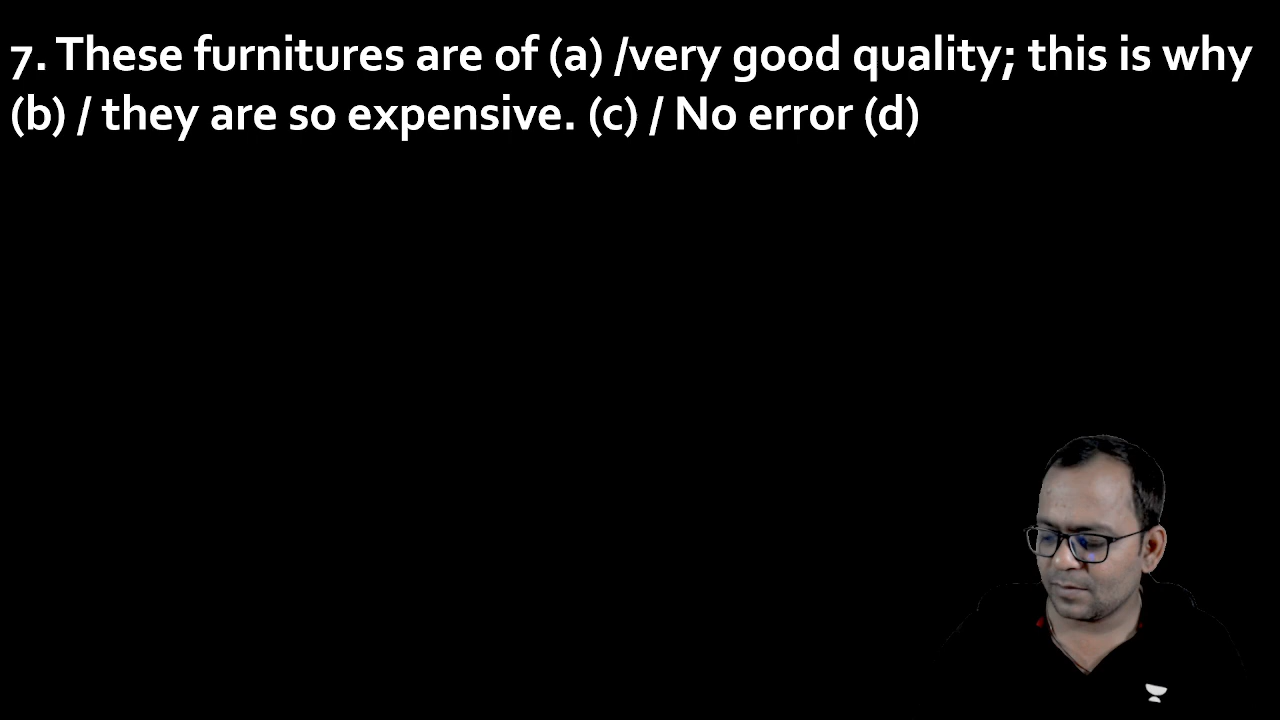 7. These furnitures are of (a) /very good quality; this is why
(b) / they are so expensive. (c) / No error (d)